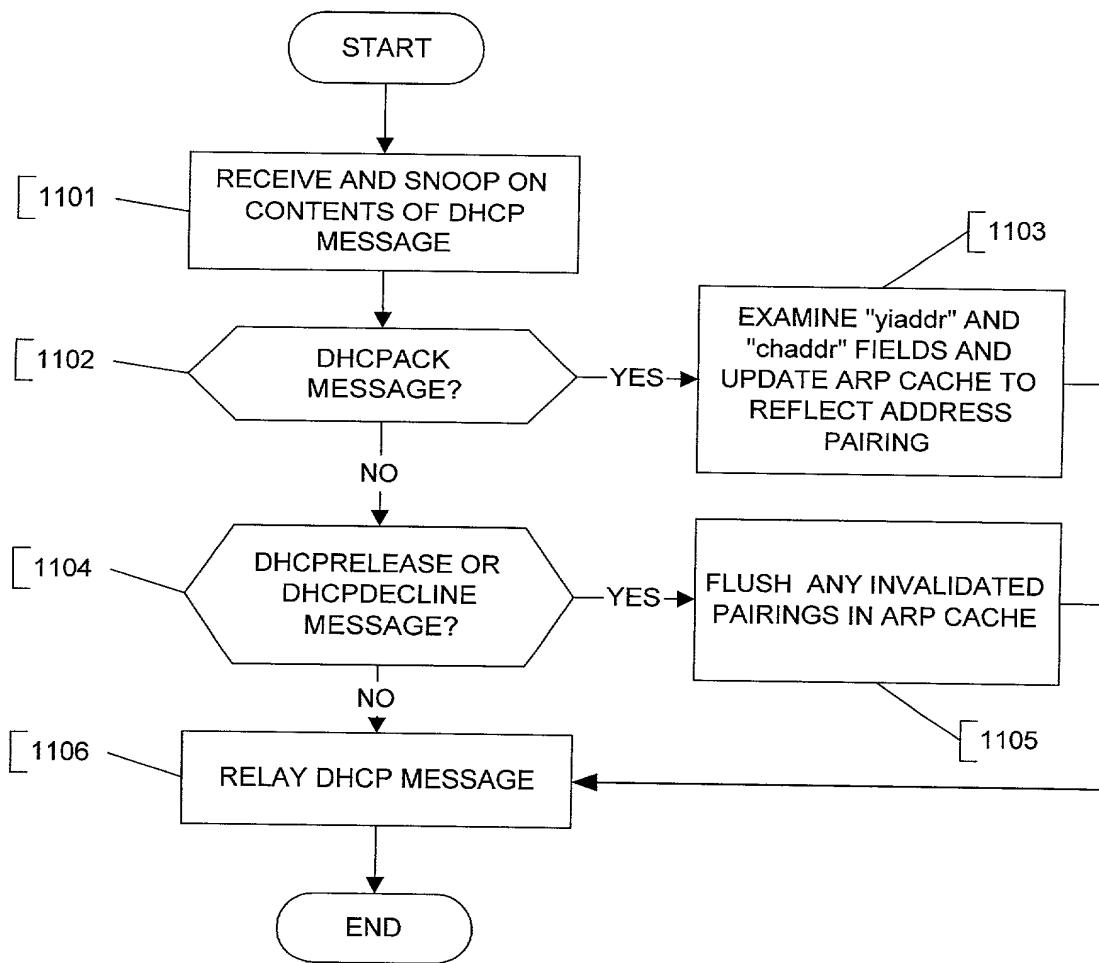 START
1101
RECEIVE AND SNOOP ON
CONTENTS OF DHCP
MESSAGE
1102
DHCPACK
MESSAGE?
YES
1103
EXAMINE "yiaddr" AND
"chaddr" FIELDS AND
UPDATE ARP CACHE TO
REFLECT ADDRESS
PAIRING
NO
1104
DHCPRELEASE OR
DHCPDECLINE
MESSAGE?
YES
FLUSH ANY INVALIDATED
PAIRINGS IN ARP CACHE
1105
NO
1106
RELAY DHCP MESSAGE
END